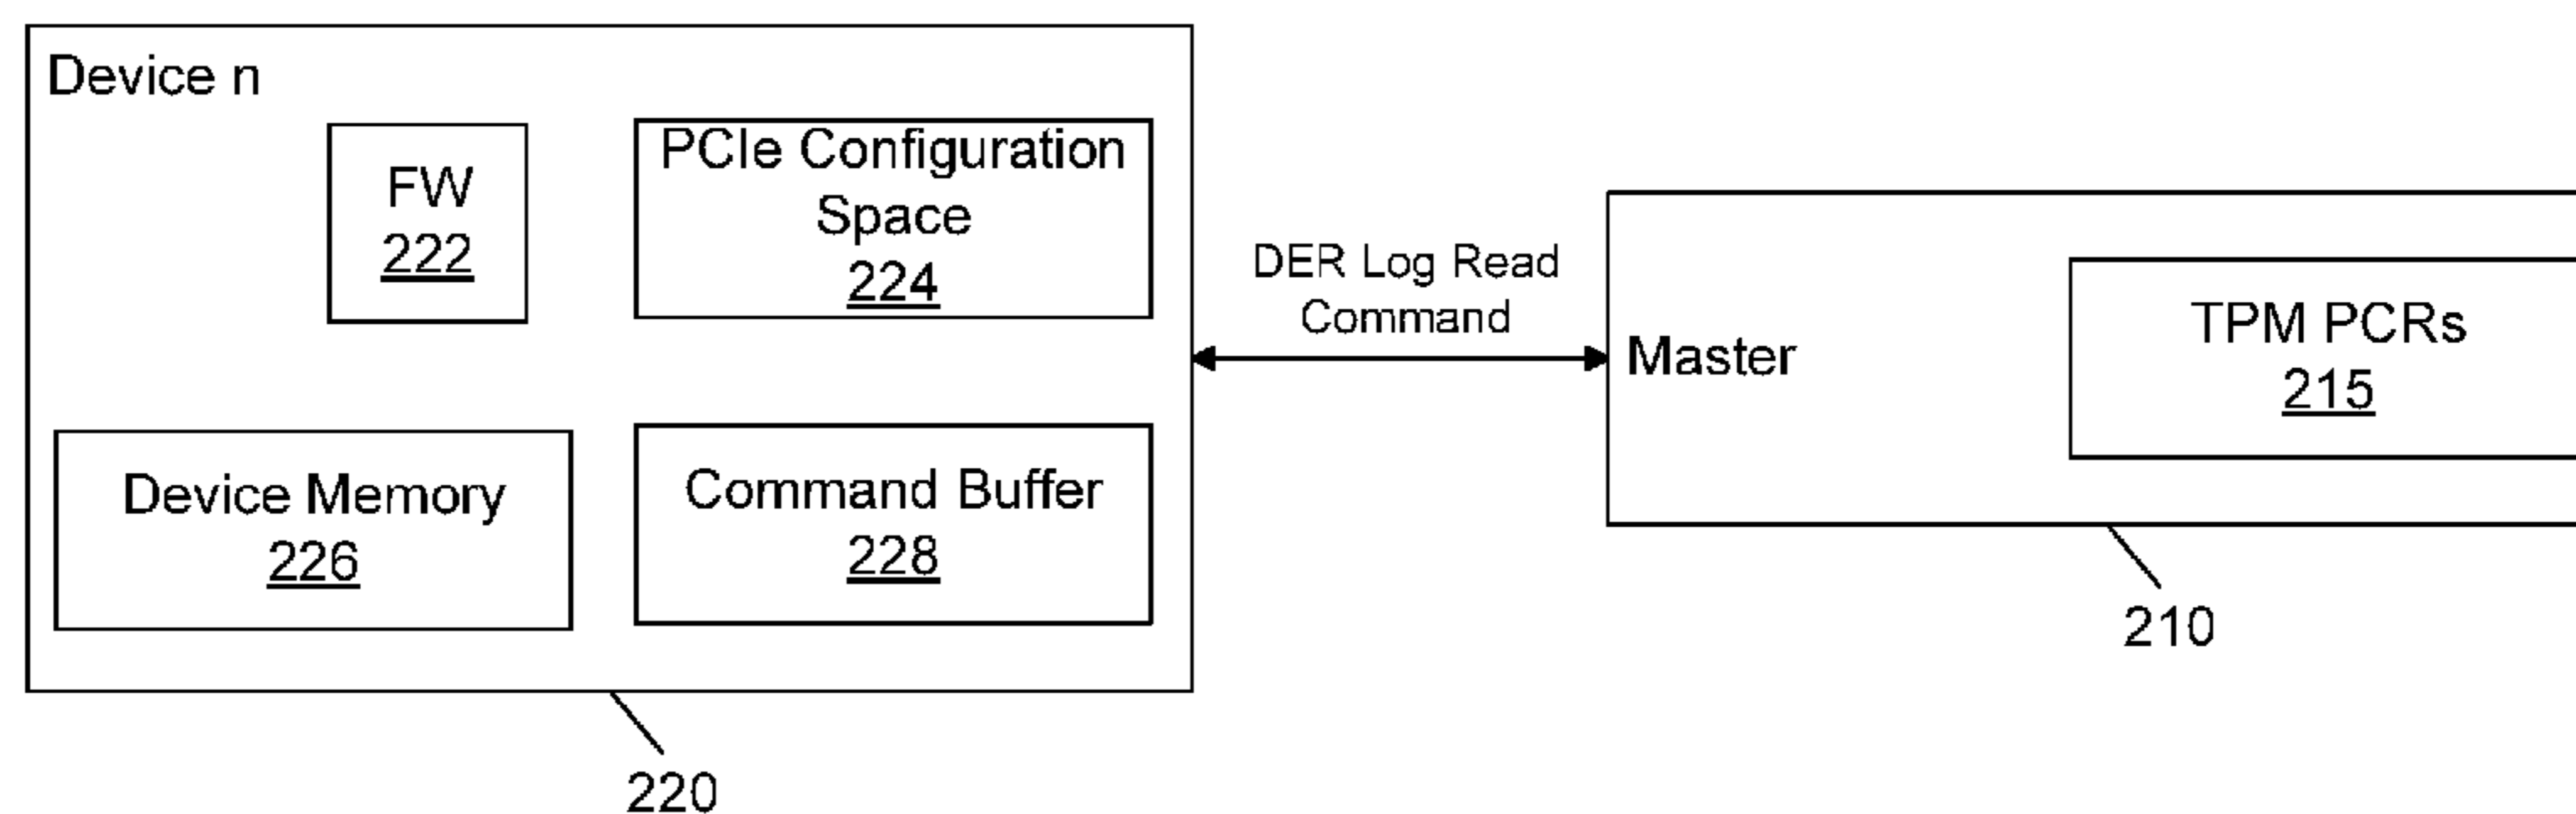 Device n
FW
222
PCIe Configuration
Space
224
Device Memory
226
Command Buffer
228
220
DER Log Read
Command
Master
TPM PCRs
215
210